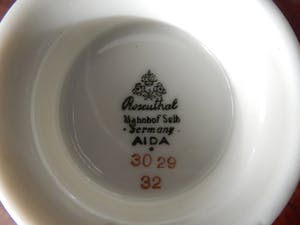 Rosenthal
Bahnhof Selb
· Germany ·
AIDA
30 29
32